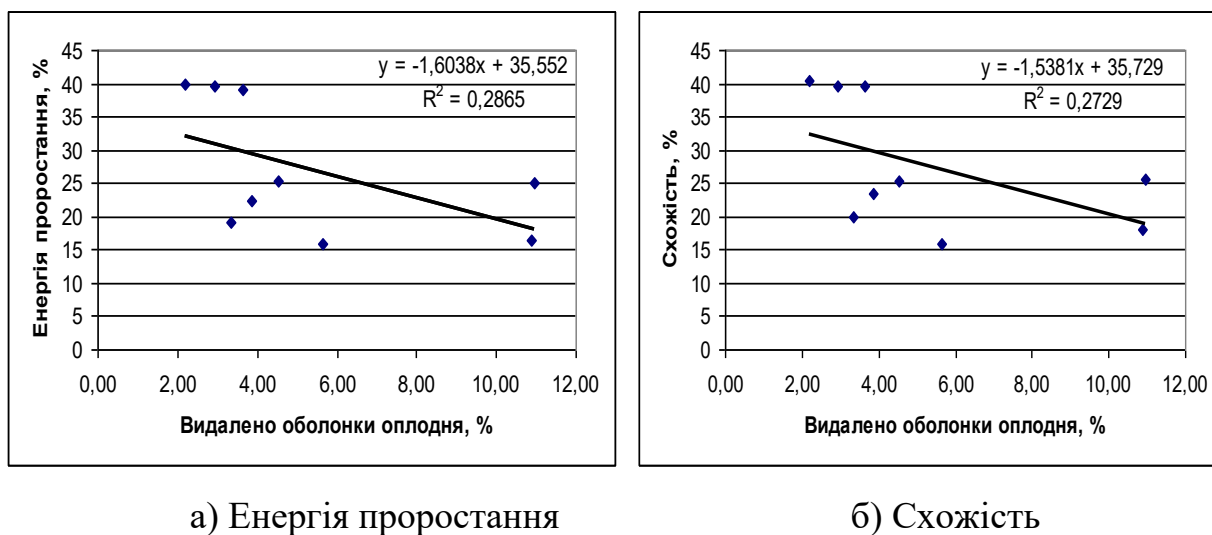 y = -1,6038x + 35,552
R² = 0,2865
45
40
35
30
25
20
15
10
5
0
0,00 2,00 4,00 6,00 8,00 10,00 12,00
Енергія проростання, %
Видалено оболонки оплодня, %
y = -1,5381x + 35,729
R² = 0,2729
45
40
35
30
25
20
15
10
5
0
0,00 2,00 4,00 6,00 8,00 10,00 12,00
Схожість, %
Видалено оболонки оплодня, %
а) Енергія проростання
б) Схожість